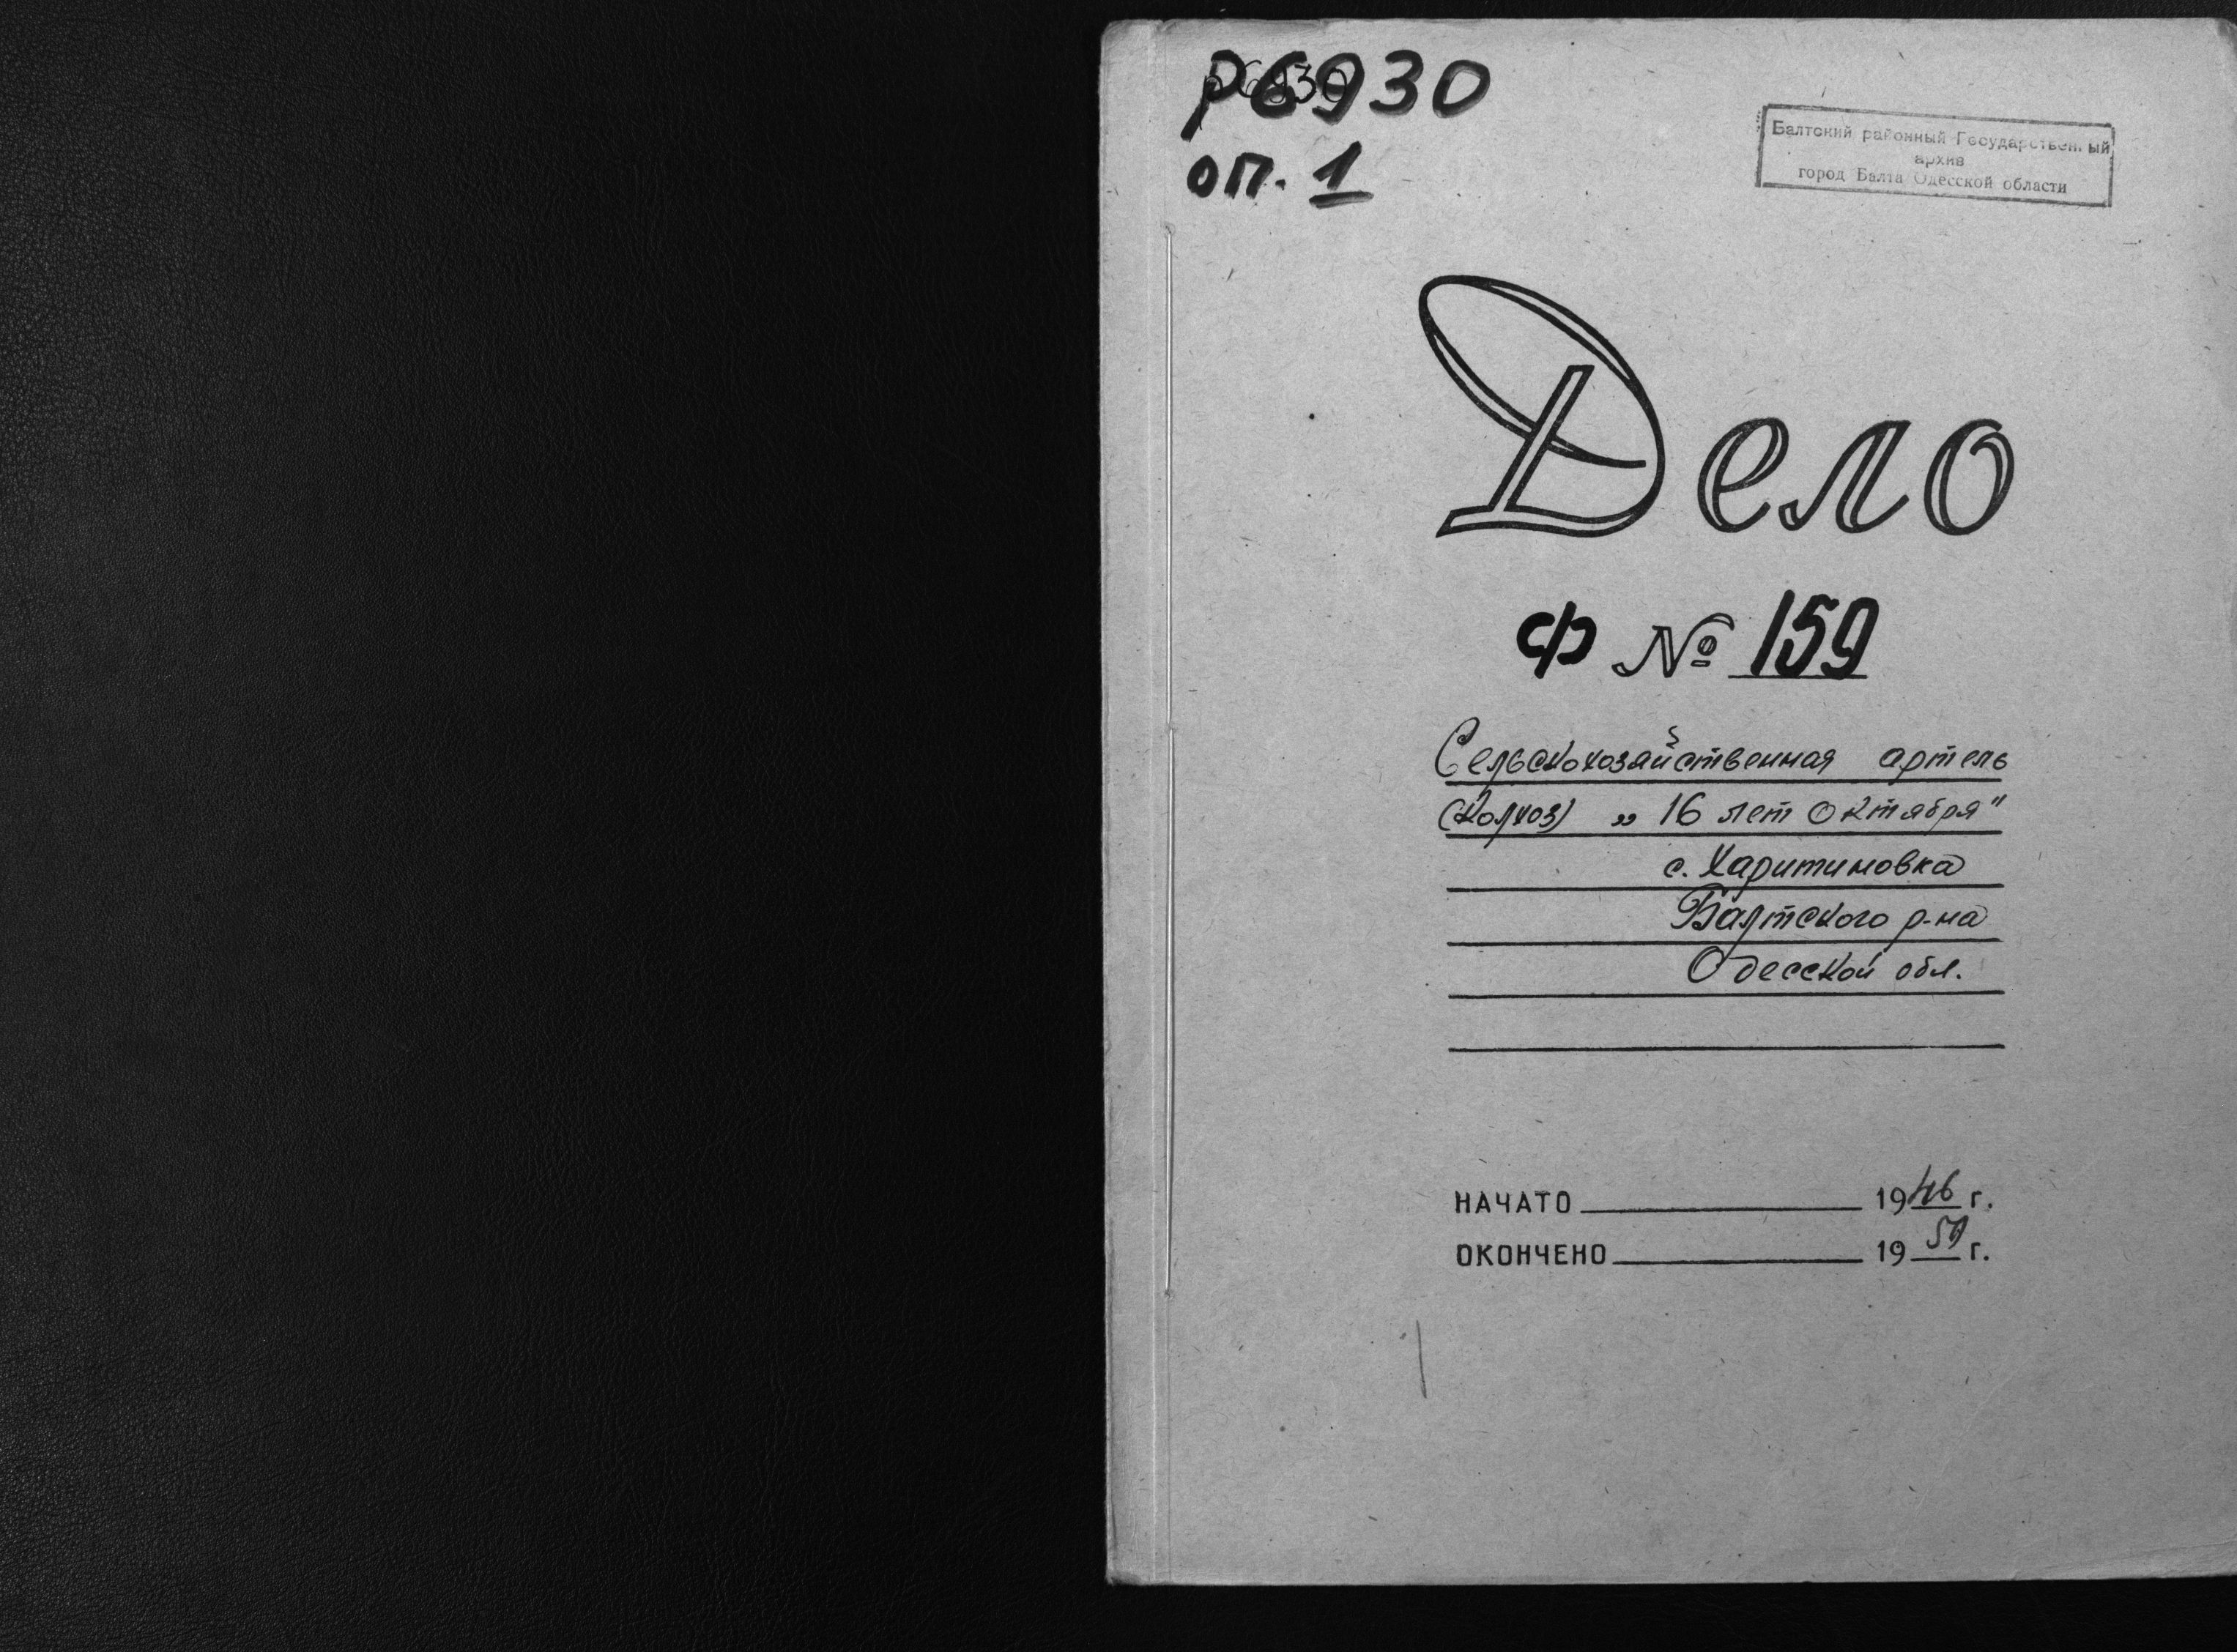 Р6930
оп. 1
Балтский районный Государственный
архив
город Балта Одесской области
Дело
Ф № 159
Сельскохозяйственная артель
(колхоз) „16 лет Октября"
с. Харитиновка
Балтского р-на
Одесской обл.
НАЧАТО 1946 г.
ОКОНЧЕНО 19 г.